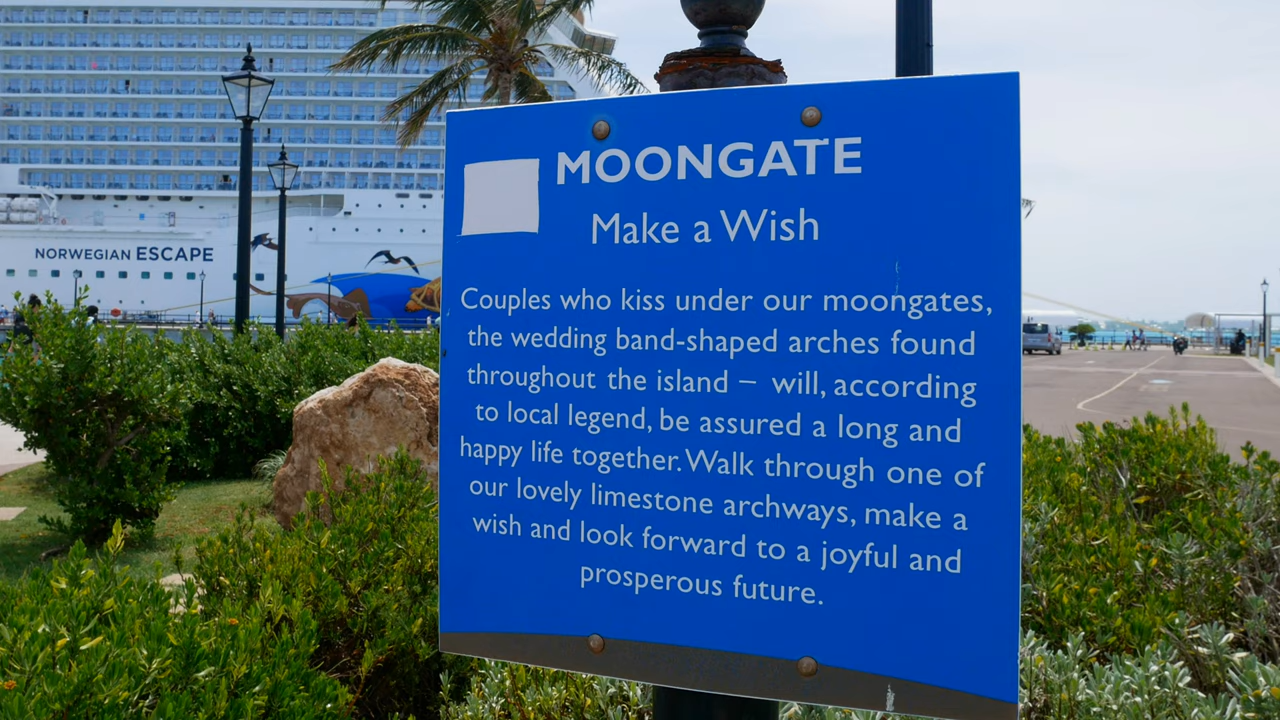 NORWEGIAN ESCAPE
MOONGATE
Make a Wish
Couples who kiss under our moongates,
the wedding band-shaped arches found
throughout the island – will, according
to local legend, be assured a long and
happy life together. Walk through one of
our lovely limestone archways, make a
wish and look forward to a joyful and
prosperous future.